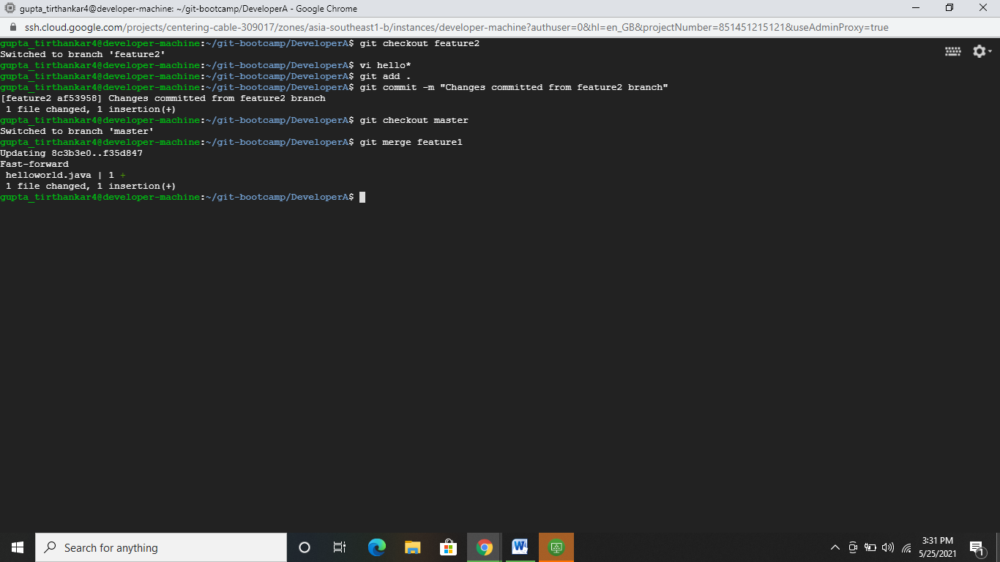 gupta_tirthankar4@developer-machine: ~/git-bootcamp/DeveloperA - Google Chrome
ssh.cloud.google.com/projects/centering-cable-309017/zones/asia-southeast1-b/instances/developer-machine?authuser=0&hl=en_GB&projectNumber=851451215121&useAdminProxy=true
gupta_tirthankar4@developer-machine:~/git-bootcamp/DeveloperA$ git checkout feature2
Switched to branch 'feature2'
gupta_tirthankar4@developer-machine:~/git-bootcamp/DeveloperA$ vi hello*
gupta_tirthankar4@developer-machine:~/git-bootcamp/DeveloperA$ git add .
gupta_tirthankar4@developer-machine:~/git-bootcamp/DeveloperA$ git commit -m "Changes committed from feature2 branch"
[feature2 af53958] Changes committed from feature2 branch
 1 file changed, 1 insertion(+)
gupta_tirthankar4@developer-machine:~/git-bootcamp/DeveloperA$ git checkout master
Switched to branch 'master'
gupta_tirthankar4@developer-machine:~/git-bootcamp/DeveloperA$ git merge feature1
Updating 8c3b3e0..f35d847
Fast-forward
 helloworld.java | 1 +
 1 file changed, 1 insertion(+)
gupta_tirthankar4@developer-machine:~/git-bootcamp/DeveloperA$
Search for anything
3:31 PM
5/25/2021
1